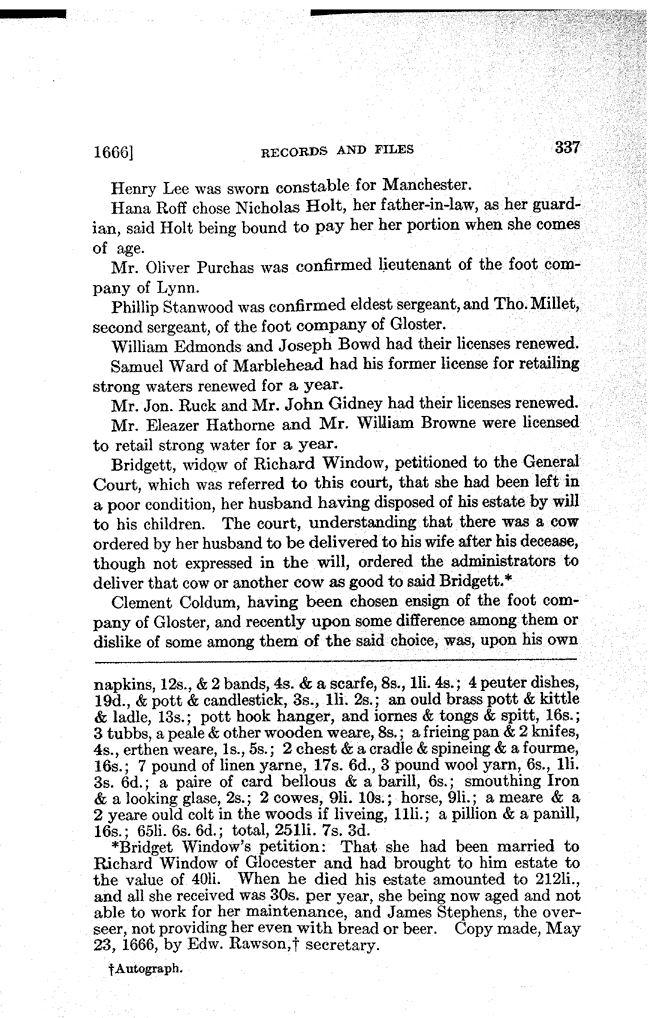 1666] RECORDS AND FILES 337
Henry Lee was sworn constable for Manchester.
Hana Roff chose Nicholas Holt, her father-in-law, as her guard-
ian, said Holt being bound to pay her her portion when she comes
of age.
Mr. Oliver Purchas was confirmed lieutenant of the foot com-
pany of Lynn.
Phillip Stanwood was confirmed eldest sergeant, and Tho. Millet,
second sergeant, of the foot company of Gloster.
William Edmonds and Joseph Bowd had their licenses renewed.
Samuel Ward of Marblehead had his former license for retailing
strong waters renewed for a year.
Mr. Jon. Ruck and Mr. John Gidney had their licenses renewed.
Mr. Eleazer Hathorne and Mr. William Browne were licensed
to retail strong water for a year.
Bridgett, widow of Richard Window, petitioned to the General
Court, which was referred to this court, that she had been left in
a poor condition, her husband having disposed of his estate by will
to his children. The court, understanding that there was a cow
ordered by her husband to be delivered to his wife after his decease,
though not expressed in the will, ordered the administrators to
deliver that cow or another cow as good to said Bridgett.*
Clement Coldum, having been chosen ensign of the foot com-
pany of Gloster, and recently upon some difference among them or
dislike of some among them of the said choice, was, upon his own
napkins, 12s., & 2 bands, 4s. & a scarfe, 8s., 1li. 4s.; 4 peuter dishes,
19d., & pott & candlestick, 3s., 1li. 2s.; an ould brass pott & kittle
& ladle, 13s.; pott hook hanger, and iornes & tongs & spitt, 16s.;
3 tubbs, a peale & other wooden weare, 8s.; a frieing pan & 2 knifes,
4s., erthen weare, 1s., 5s.; 2 chest & a cradle & spineing & a fourme,
16s.; 7 pound of linen yarne, 17s. 6d., 3 pound wool yarn, 6s., 1li.
3s. 6d.; a paire of card bellous & a barill, 6s.; smouthing Iron
& a looking glase, 2s.; 2 cowes, 9li. 10s.; horse, 9li.; a meare & a
2 yeare ould colt in the woods if liveing, 11li.; a pillion & a panill,
16s.; 65li. 6s. 6d.; total, 251li. 7s. 3d.
*Bridget Window's petition: That she had been married to
Richard Window of Glocester and had brought to him estate to
the value of 40li. When he died his estate amounted to 212li.,
and all she received was 30s. per year, she being now aged and not
able to work for her maintenance, and James Stephens, the over-
seer, not providing her even with bread or beer. Copy made, May
23, 1666, by Edw. Rawson,† secretary.
†Autograph.